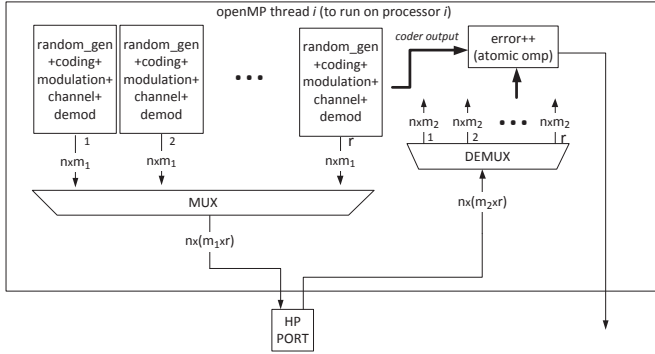 openMP thread i (to run on processor i)
random_gen
+coding+
modulation+
channel+
demod
random_gen
+coding+
modulation+
channel+
demod
random_gen
+coding+
modulation+
channel+
demod
coder output
error++
(atomic omp)
1
2
r
nxm1
nxm1
nxm1
nxm2
nxm2
nxm2
1
2
r
DEMUX
MUX
nx(m1xr)
nx(m2xr)
HP
PORT